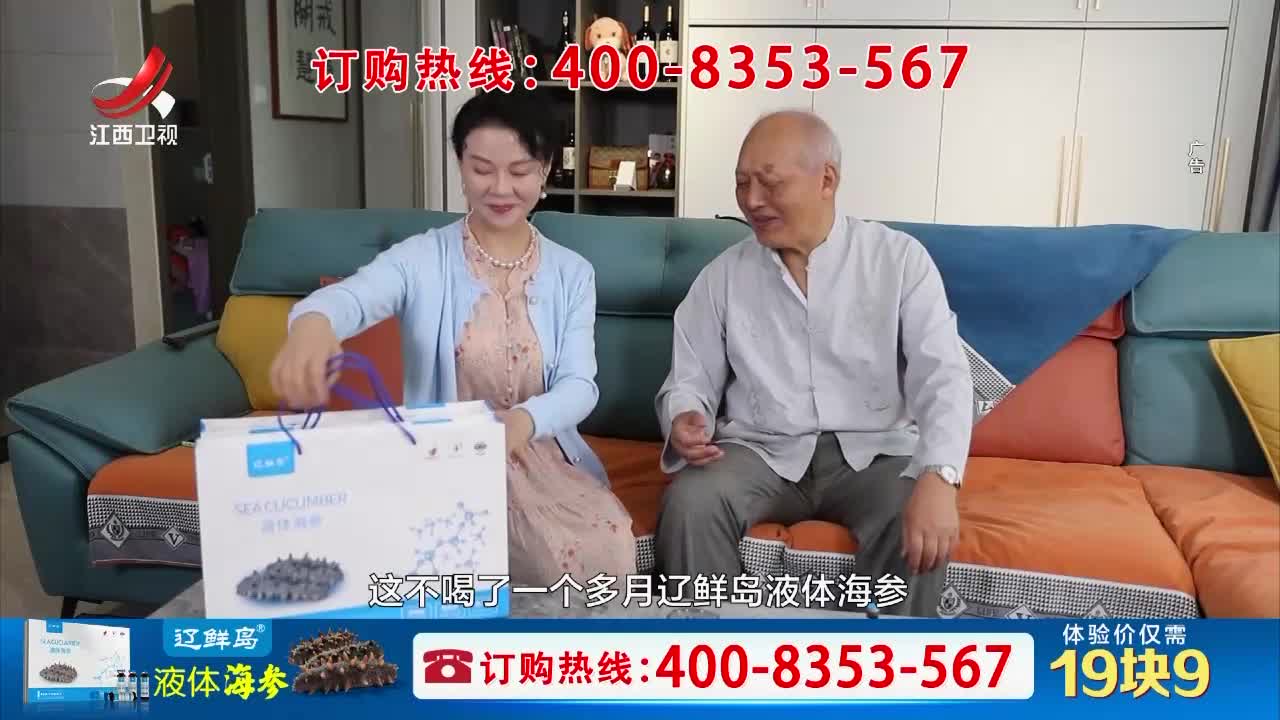 订购热线：400-8353-567
江西卫视
广告
辽鲜岛
SEA CUCUMBER
液体海参
这不喝了一个多月辽鲜岛液体海参
辽鲜岛®
液体海参
订购热线：400-8353-567
体验价仅需
19块9